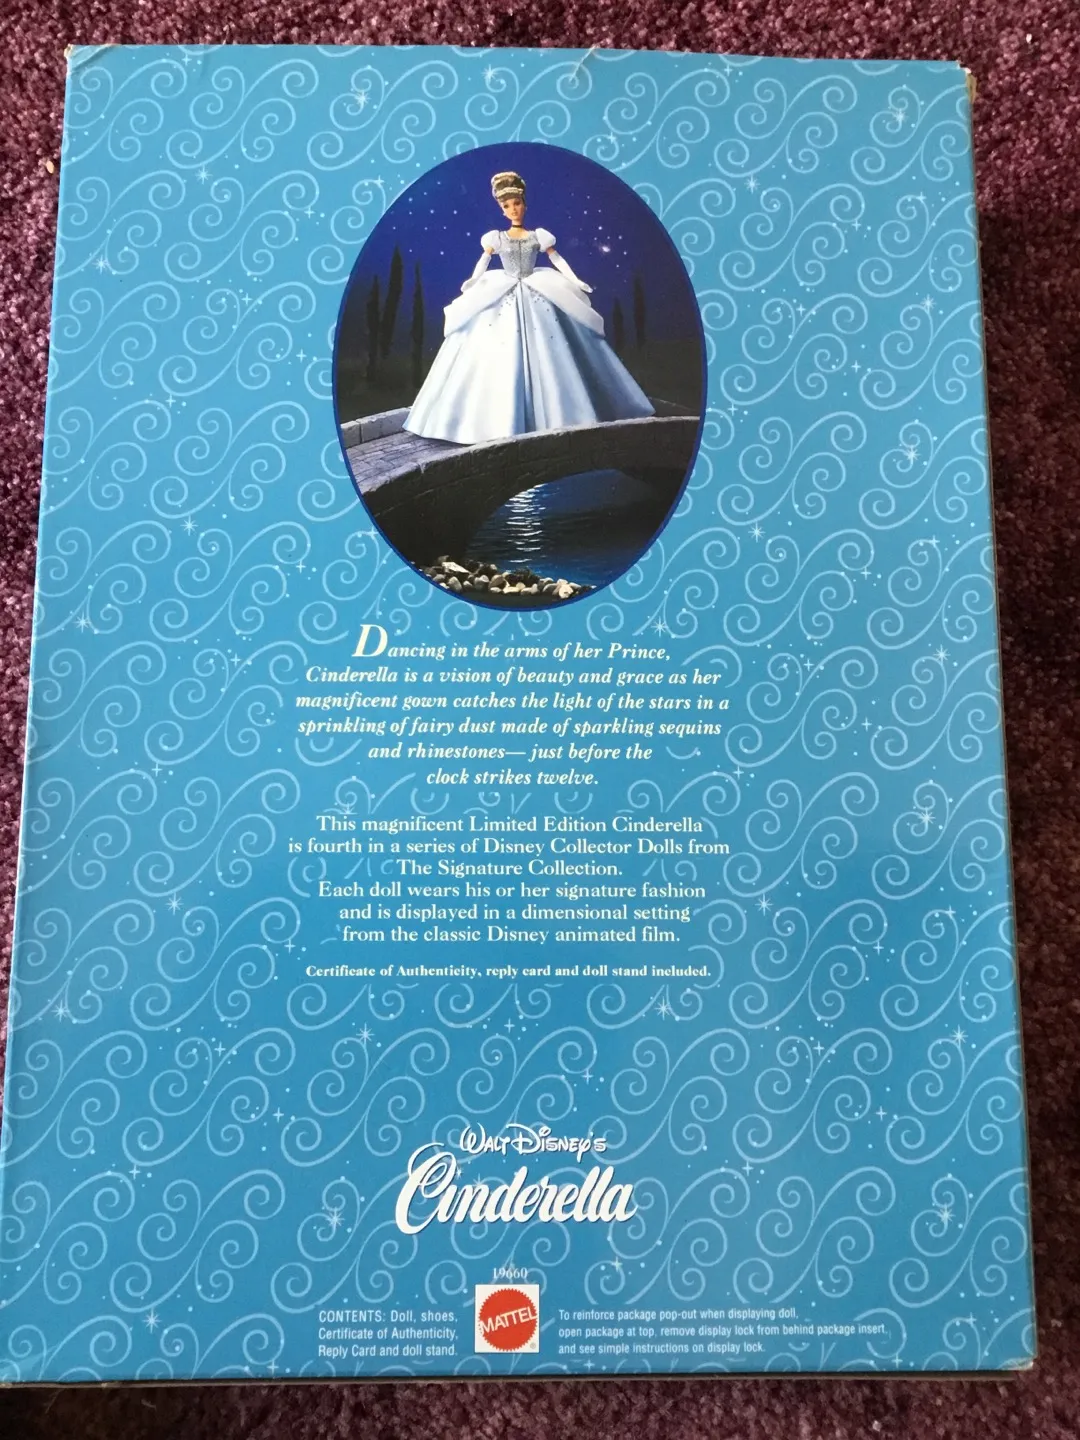 Dancing in the arms of her Prince,
Cinderella is a vision of beauty and grace as her
magnificent gown catches the light of the stars in a
sprinkling of fairy dust made of sparkling sequins
and rhinestones— just before the
clock strikes twelve.
This magnificent Limited Edition Cinderella
is fourth in a series of Disney Collector Dolls from
The Signature Collection.
Each doll wears his or her signature fashion
and is displayed in a dimensional setting
from the classic Disney animated film.
Certificate of Authenticity, reply card and doll stand included.
WALT DISNEY'S
Cinderella
19660
CONTENTS: Doll, shoes,
Certificate of Authenticity,
Reply Card and doll stand.
MATTEL®
To reinforce package pop-out when displaying doll,
open package at top, remove display lock from behind package insert,
and see simple instructions on display lock.